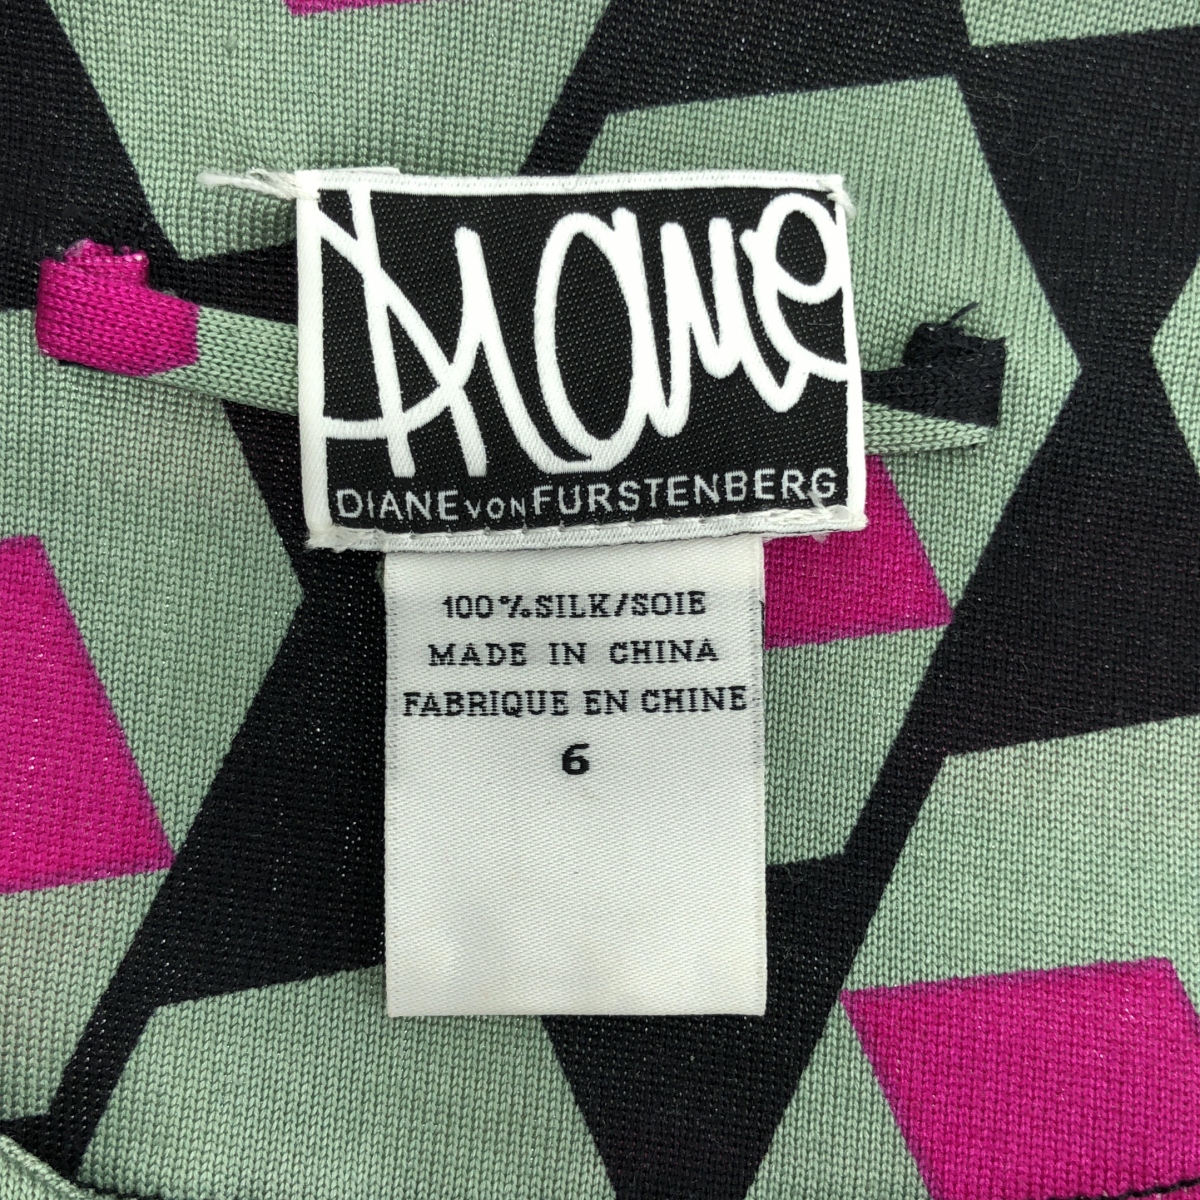 Diane
DIANE VON FURSTENBERG
100%SILK/SOIE
MADE IN CHINA
FABRIQUE EN CHINE
6